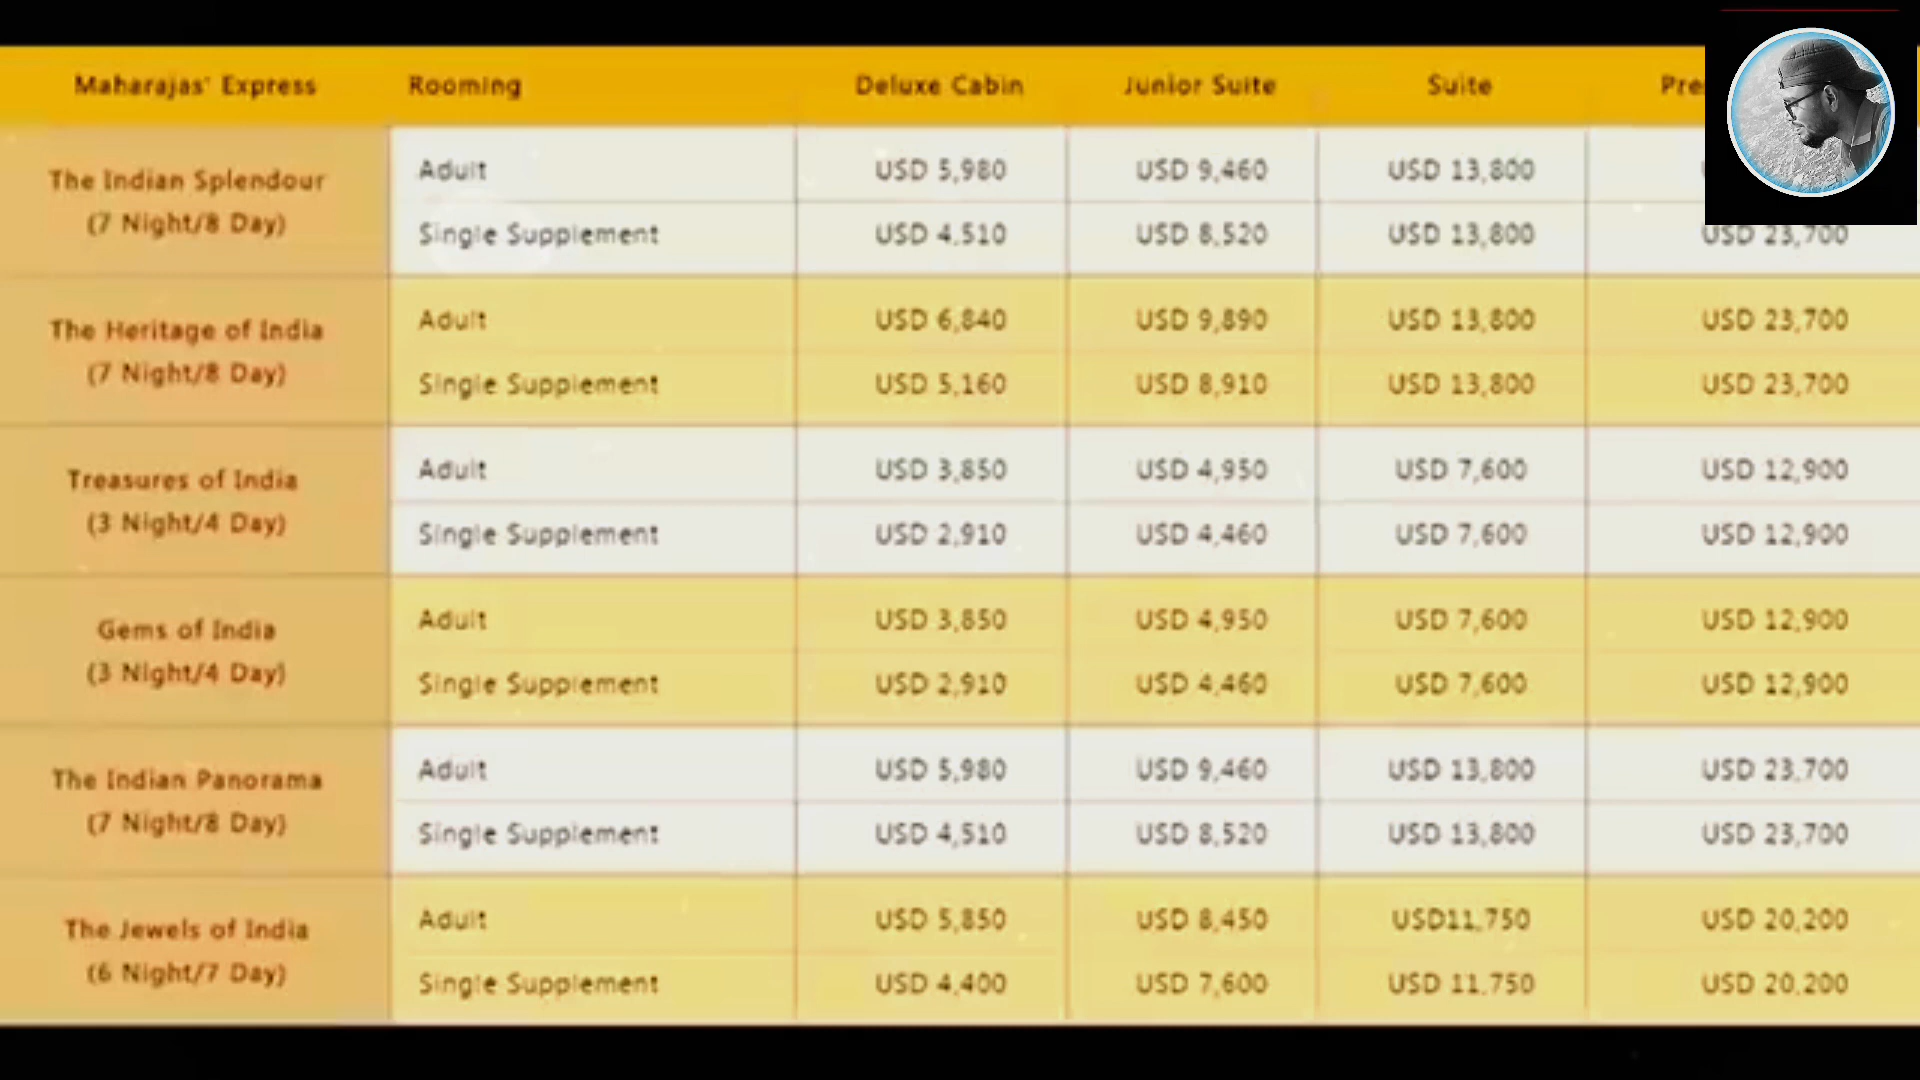 Maharajas' Express Rooming Deluxe Cabin Junior Suite Suite
The Indian Splendour
(7 Night/8 Day)
Adult USD 5,980 USD 9,460 USD 13,800
Single Supplement USD 4,510 USD 8,520 USD 13,800 USD 23,700
The Heritage of India
(7 Night/8 Day)
Adult USD 6,840 USD 9,890 USD 13,800 USD 23,700
Single Supplement USD 5,160 USD 8,910 USD 13,800 USD 23,700
Treasures of India
(3 Night/4 Day)
Adult USD 3,850 USD 4,950 USD 7,600 USD 12,900
Single Supplement USD 2,910 USD 4,460 USD 7,600 USD 12,900
Gems of India
(3 Night/4 Day)
Adult USD 3,850 USD 4,950 USD 7,600 USD 12,900
Single Supplement USD 2,910 USD 4,460 USD 7,600 USD 12,900
The Indian Panorama
(7 Night/8 Day)
Adult USD 5,980 USD 9,460 USD 13,800 USD 23,700
Single Supplement USD 4,510 USD 8,520 USD 13,800 USD 23,700
The Jewels of India
(6 Night/7 Day)
Adult USD 5,850 USD 8,450 USD11,750 USD 20,200
Single Supplement USD 4,400 USD 7,600 USD 11,750 USD 20,200